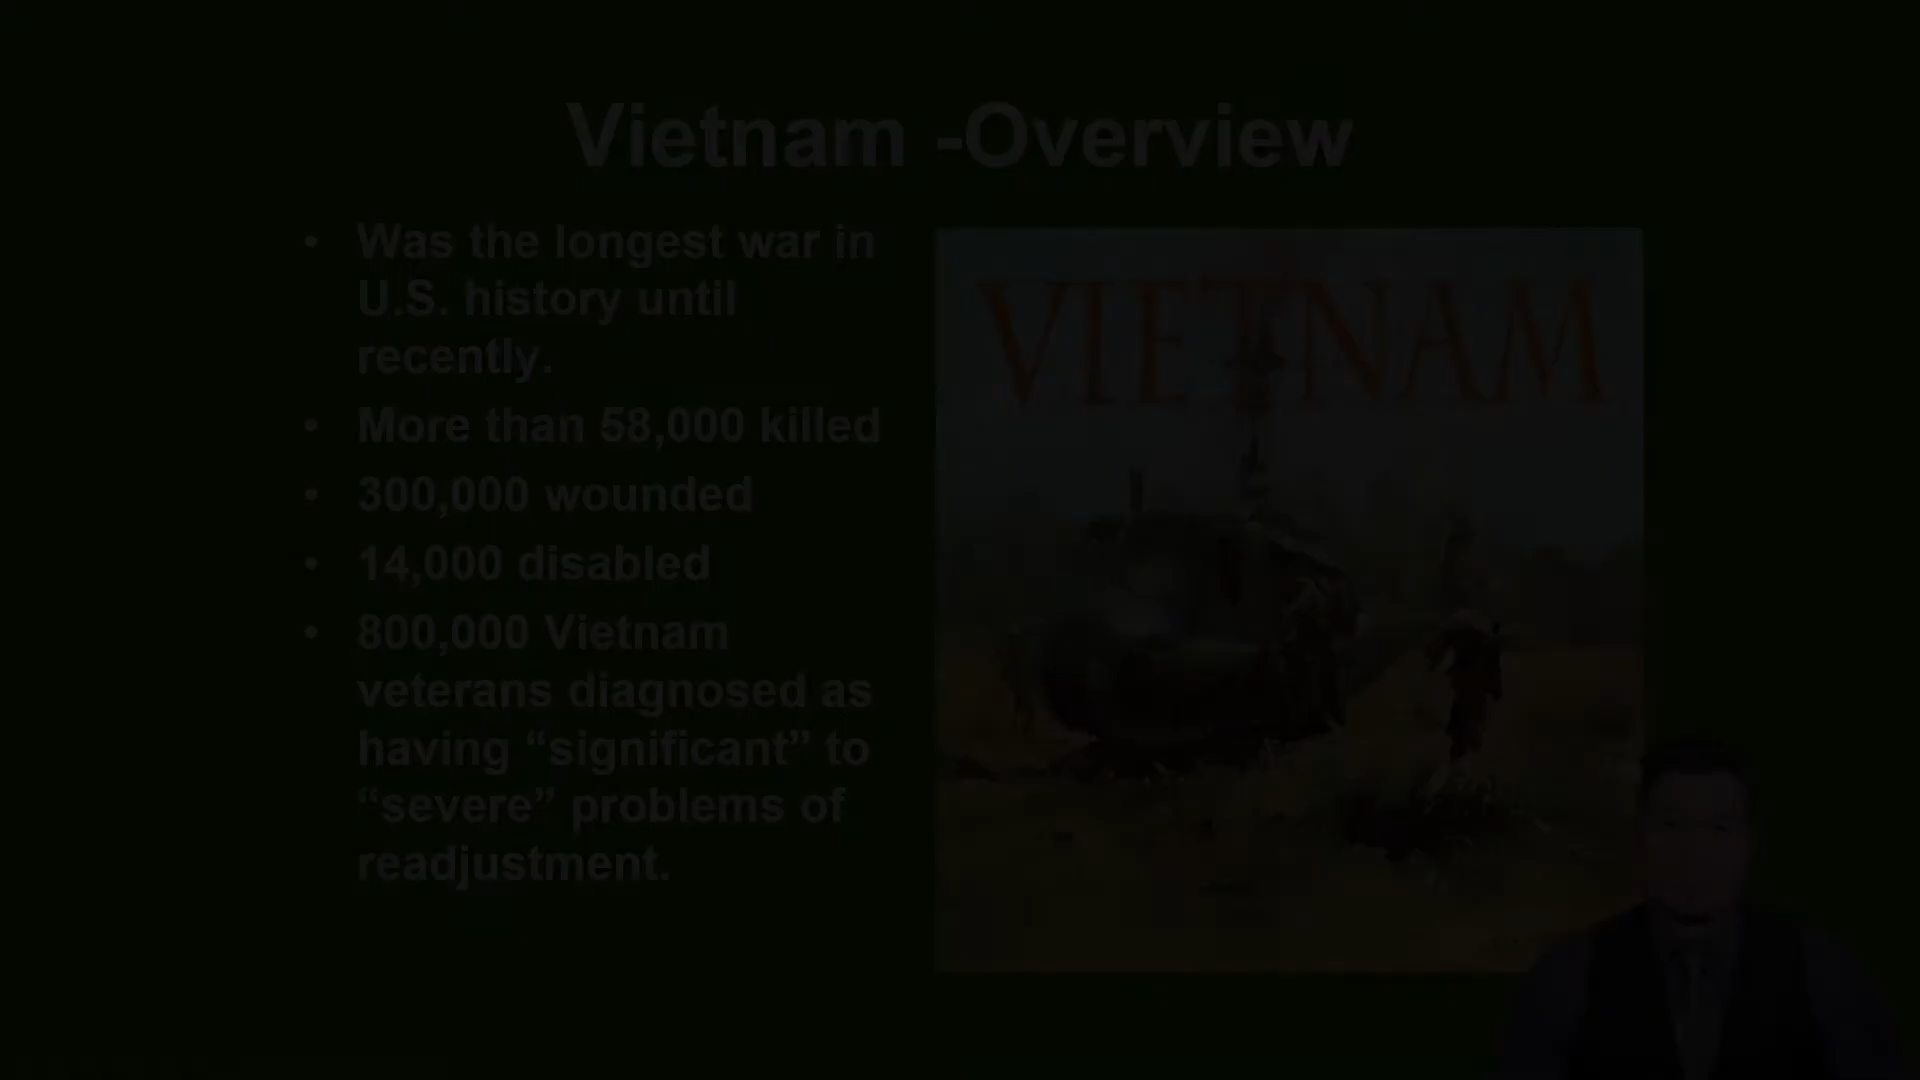 Vietnam -Overview
• Was the longest war in
U.S. history until
recently.
• More than 58,000 killed
• 300,000 wounded
• 14,000 disabled
• 800,000 Vietnam
veterans diagnosed as
having “significant” to
“severe” problems of
readjustment.
VIETNAM